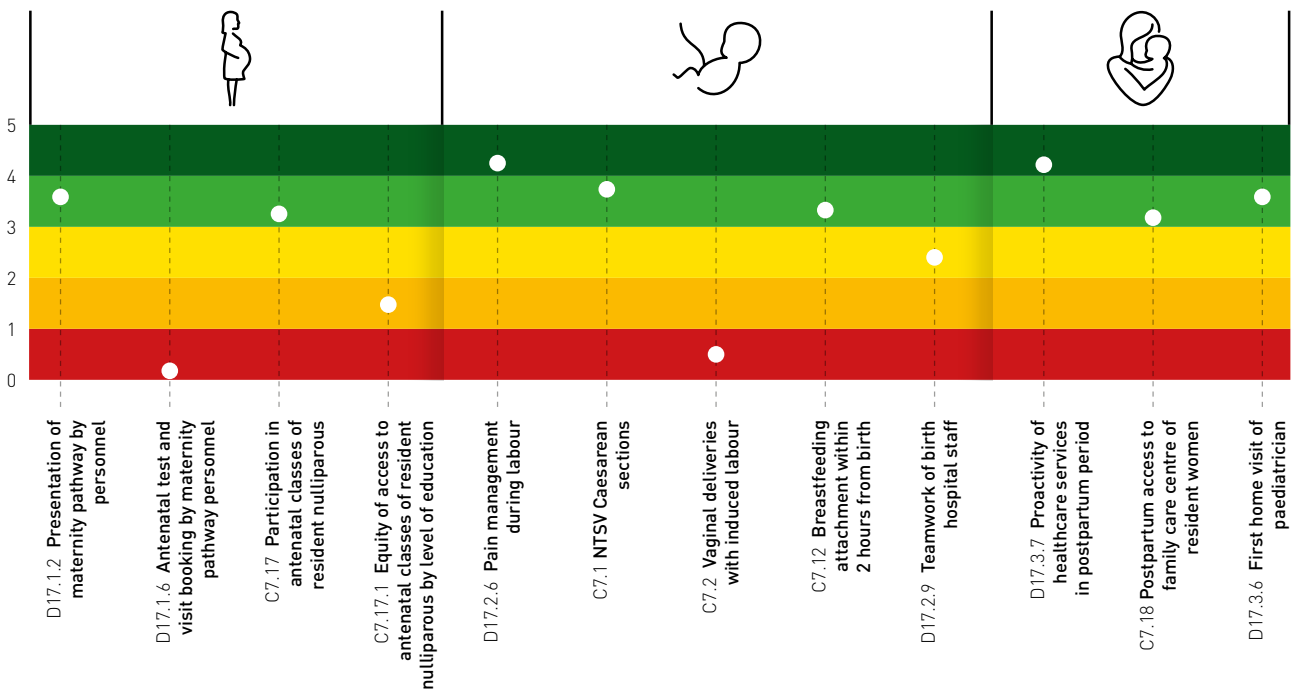 5
4
3
2
1
0
D17.1.2 Presentation of
maternity pathway by
personnel
D17.1.6 Antenatal test and
visit booking by maternity
pathway personnel
C7.17 Participation in
antenatal classes of
resident nulliparous
C7.17.1 Equity of access to
antenatal classes of resident
nulliparous by level of education
D17.2.6 Pain management
during labour
C7.1 NTSV Caesarean
sections
C7.2 Vaginal deliveries
with induced labour
C7.12 Breastfeeding
attachment within
2 hours from birth
D17.2.9 Teamwork of birth
hospital staff
D17.3.7 Proactivity of
healthcare services
in postpartum period
C7.18 Postpartum access to
family care centre of
resident women
D17.3.6 First home visit of
paediatrician